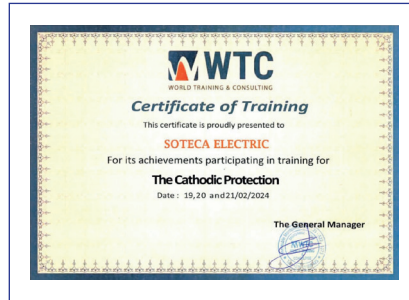 WTC
WORLD TRAINING & CONSULTING
Certificate of Training
This certificate is proudly presented to
SOTECA ELECTRIC
For its achievements participating in training for
The Cathodic Protection
Date : 19,20 and21/02/2024
The General Manager
WTC